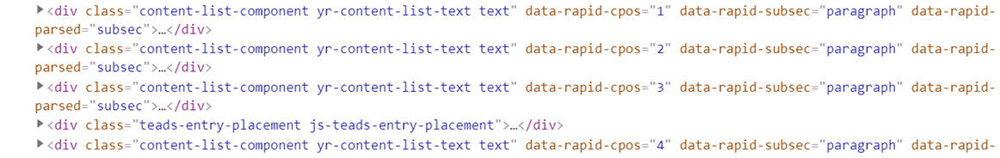 <div class="content-list-component yr-content-list-text text" data-rapid-cpos="1" data-rapid-subsec="paragraph" data-rapid-
parsed="subsec">…</div>
<div class="content-list-component yr-content-list-text text" data-rapid-cpos="2" data-rapid-subsec="paragraph" data-rapid-
parsed="subsec">…</div>
<div class="content-list-component yr-content-list-text text" data-rapid-cpos="3" data-rapid-subsec="paragraph" data-rapid-
parsed="subsec">…</div>
<div class="teads-entry-placement js-teads-entry-placement">…</div>
<div class="content-list-component yr-content-list-text text" data-rapid-cpos="4" data-rapid-subsec="paragraph" data-rapid-